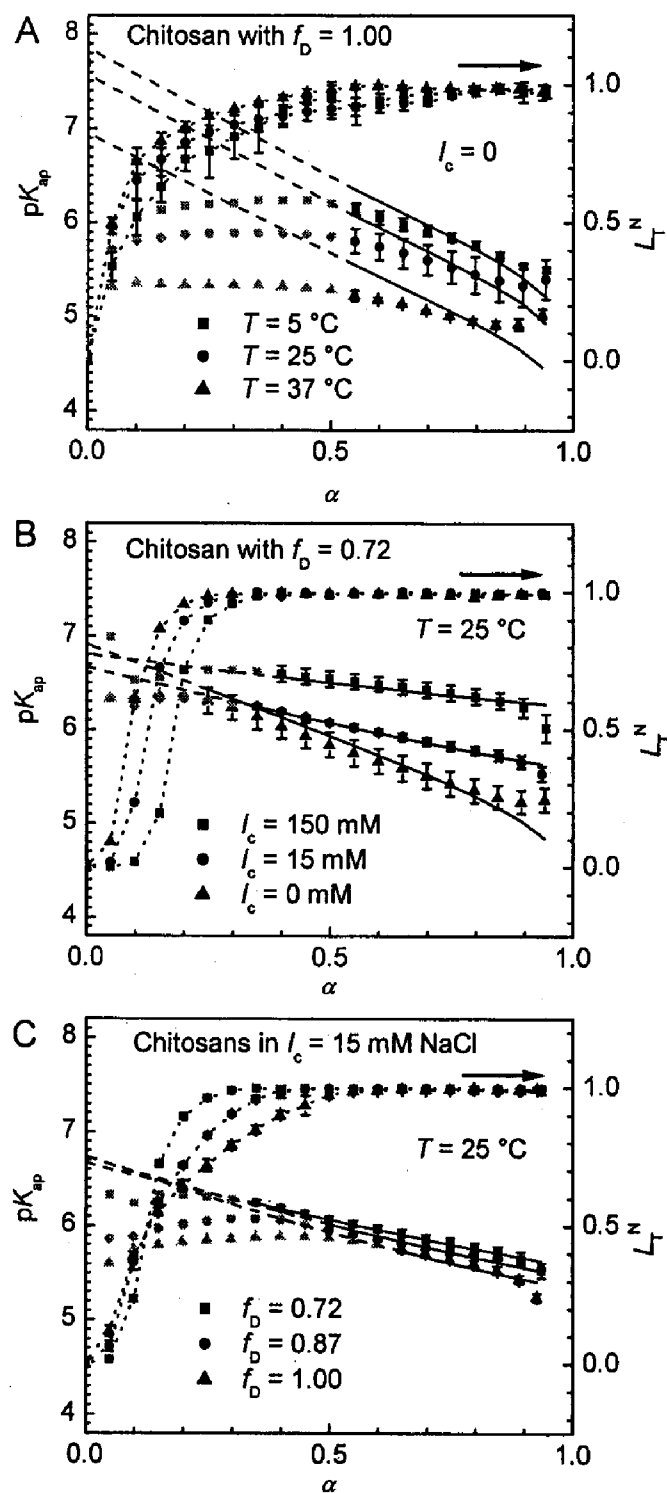 A
Chitosan with f_D = 1.00
8
7
6
5
4
pK_ap
I_c = 0
T = 5 °C
T = 25 °C
T = 37 °C
1.0
0.5
0.0
L_T^N
0.0
0.5
1.0
α
B
Chitosan with f_D = 0.72
8
7
6
5
4
pK_ap
T = 25 °C
I_c = 150 mM
I_c = 15 mM
I_c = 0 mM
1.0
0.5
0.0
L_T^N
0.0
0.5
1.0
α
C
Chitosans in I_c = 15 mM NaCl
8
7
6
5
4
pK_ap
T = 25 °C
f_D = 0.72
f_D = 0.87
f_D = 1.00
1.0
0.5
0.0
L_T^N
0.0
0.5
1.0
α